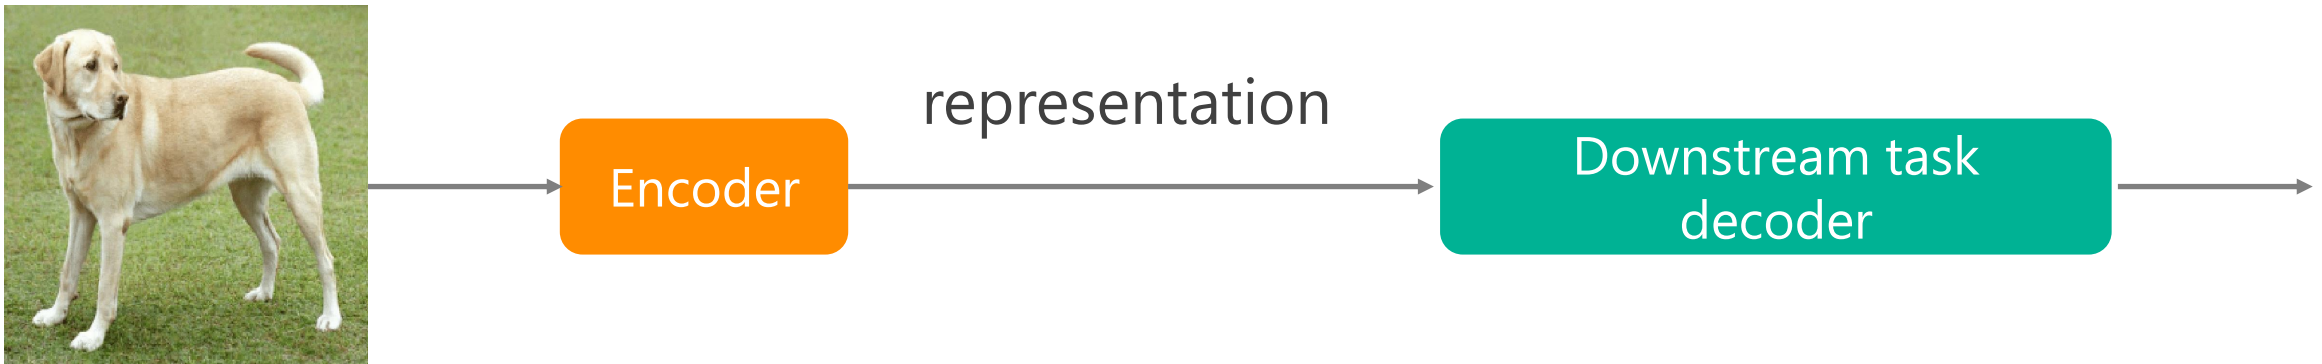 representation
Encoder
Downstream task
decoder